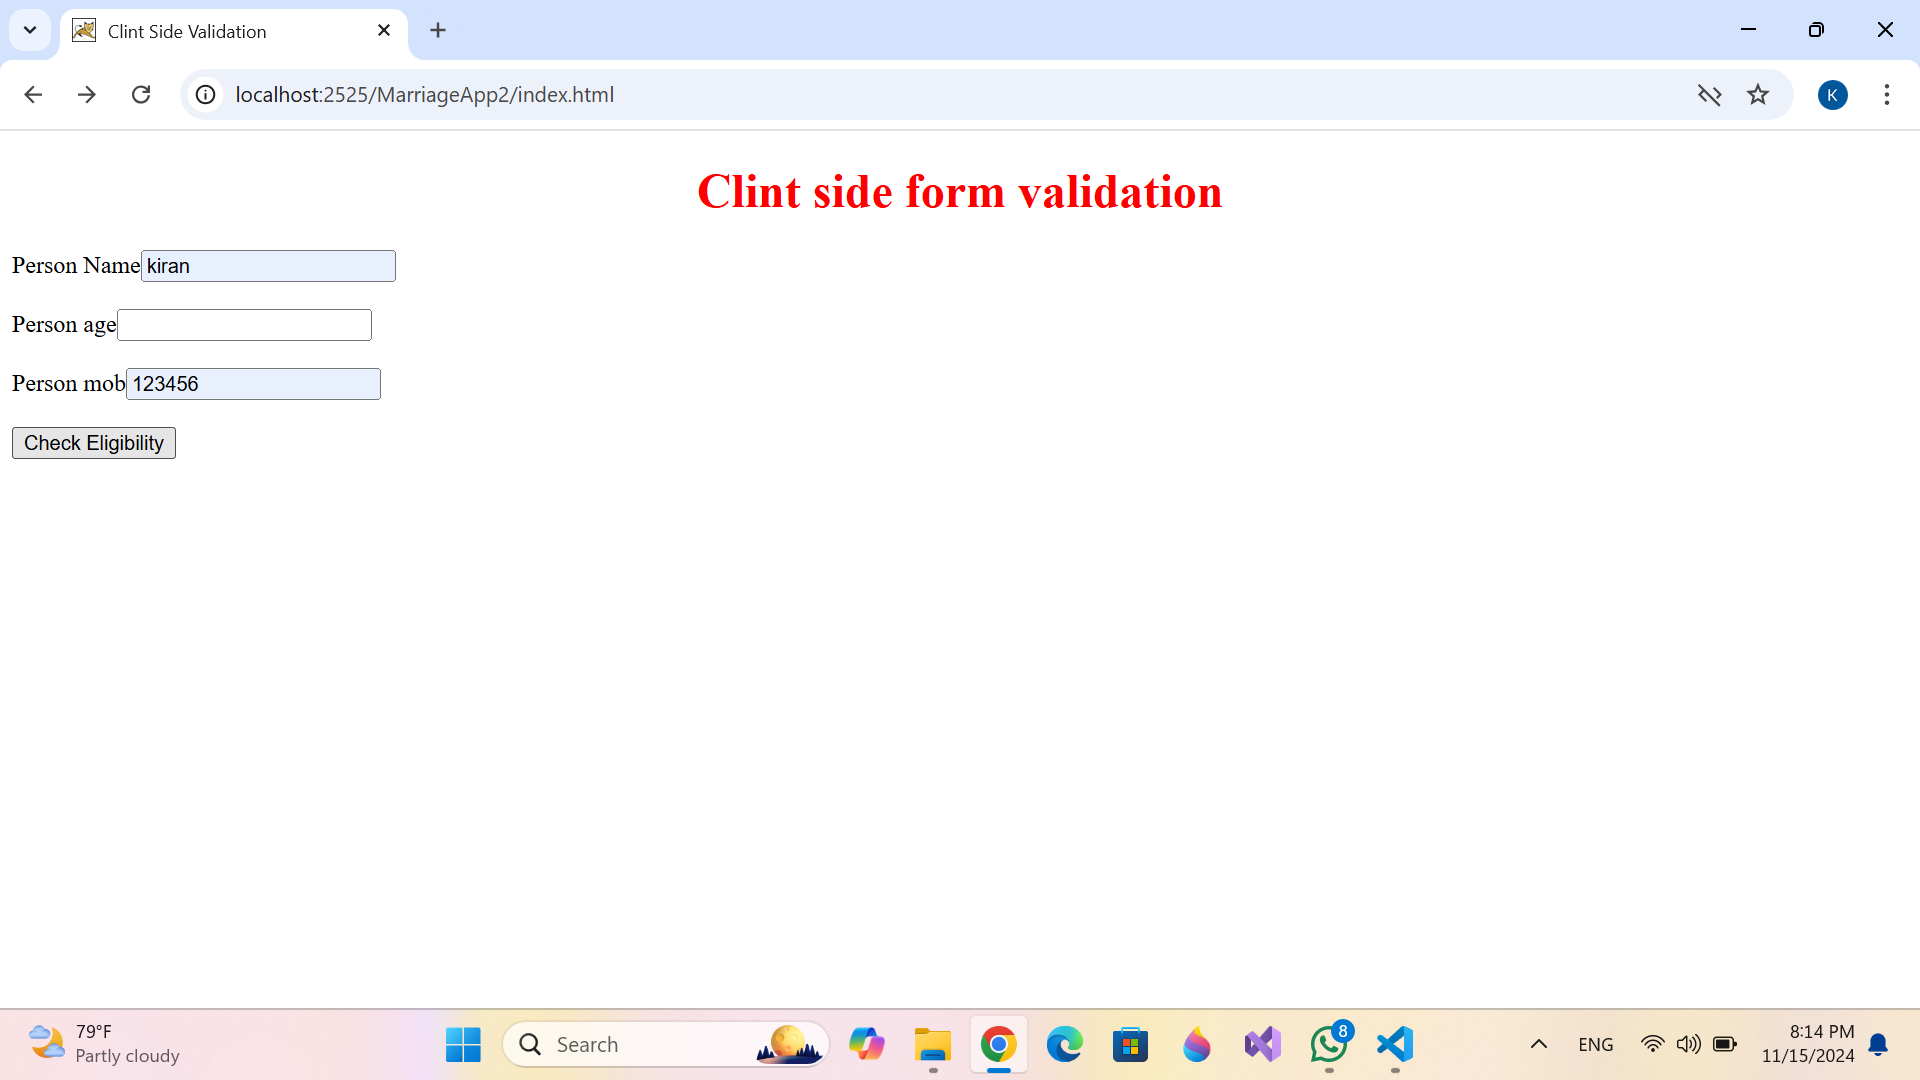 Clint Side Validation
localhost:2525/MarriageApp2/index.html
K
Clint side form validation
Person Name kiran
Person age
Person mob 123456
Check Eligibility
79°F
Partly cloudy
Search
8
ENG
8:14 PM
11/15/2024